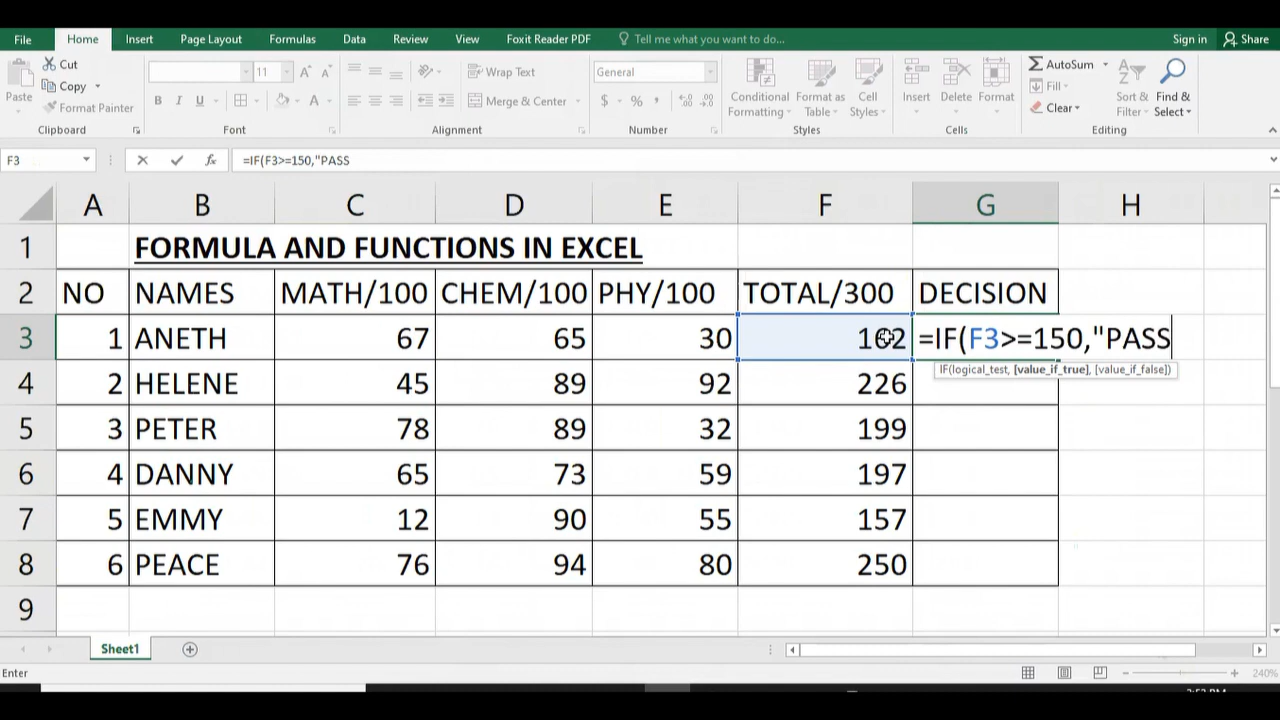 File Home Insert Page Layout Formulas Data Review View Foxit Reader PDF Tell me what you want to do... Sign in Share
Paste Cut Copy Format Painter
Clipboard
11
B I U A
Font
Wrap Text
Merge & Center
Alignment
General
$ % ,
Number
Conditional Formatting Format as Table Cell Styles
Styles
Insert Delete Format
Cells
AutoSum
Fill
Clear
Sort & Filter Find & Select
Editing
F3 fx =IF(F3>=150,"PASS
A B C D E F G H
1 FORMULA AND FUNCTIONS IN EXCEL
2 NO NAMES MATH/100 CHEM/100 PHY/100 TOTAL/300 DECISION
3 1 ANETH 67 65 30 162 =IF(F3>=150,"PASS
IF(logical_test, [value_if_true], [value_if_false])
4 2 HELENE 45 89 92 226
5 3 PETER 78 89 32 199
6 4 DANNY 65 73 59 197
7 5 EMMY 12 90 55 157
8 6 PEACE 76 94 80 250
9
Sheet1
Enter 240%